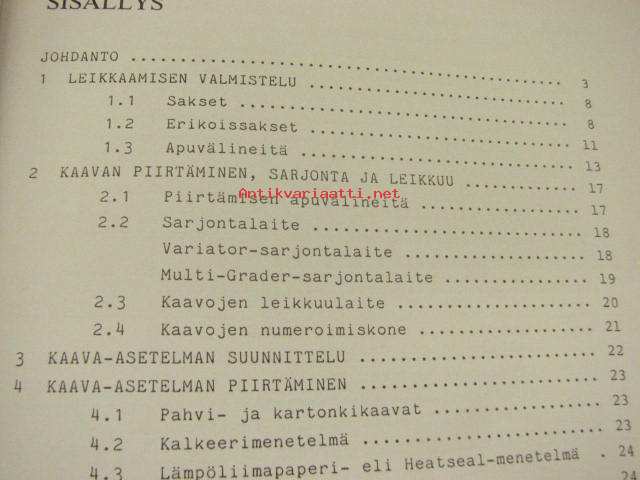 SISÄLLYS
JOHDANTO .......... 3
1 LEIKKAAMISEN VALMISTELU .......... 8
1.1 Sakset .......... 8
1.2 Erikoissakset .......... 11
1.3 Apuvälineitä .......... 13
2 KAAVAN PIIRTÄMINEN, SARJONTA JA LEIKKUU .......... 17
Antikvariaatti.net
2.1 Piirtämisen apuvälineitä .......... 17
2.2 Sarjontalaite .......... 18
Variator-sarjontalaite .......... 18
Multi-Grader-sarjontalaite .......... 19
2.3 Kaavojen leikkuulaite .......... 20
2.4 Kaavojen numeroimiskone .......... 21
3 KAAVA-ASETELMAN SUUNNITTELU .......... 22
4 KAAVA-ASETELMAN PIIRTÄMINEN .......... 23
4.1 Pahvi- ja kartonkikaavat .......... 23
4.2 Kalkeerimenetelmä .......... 23
4.3 Lämpöliimapaperi- eli Heatseal-menetelmä . 24
24